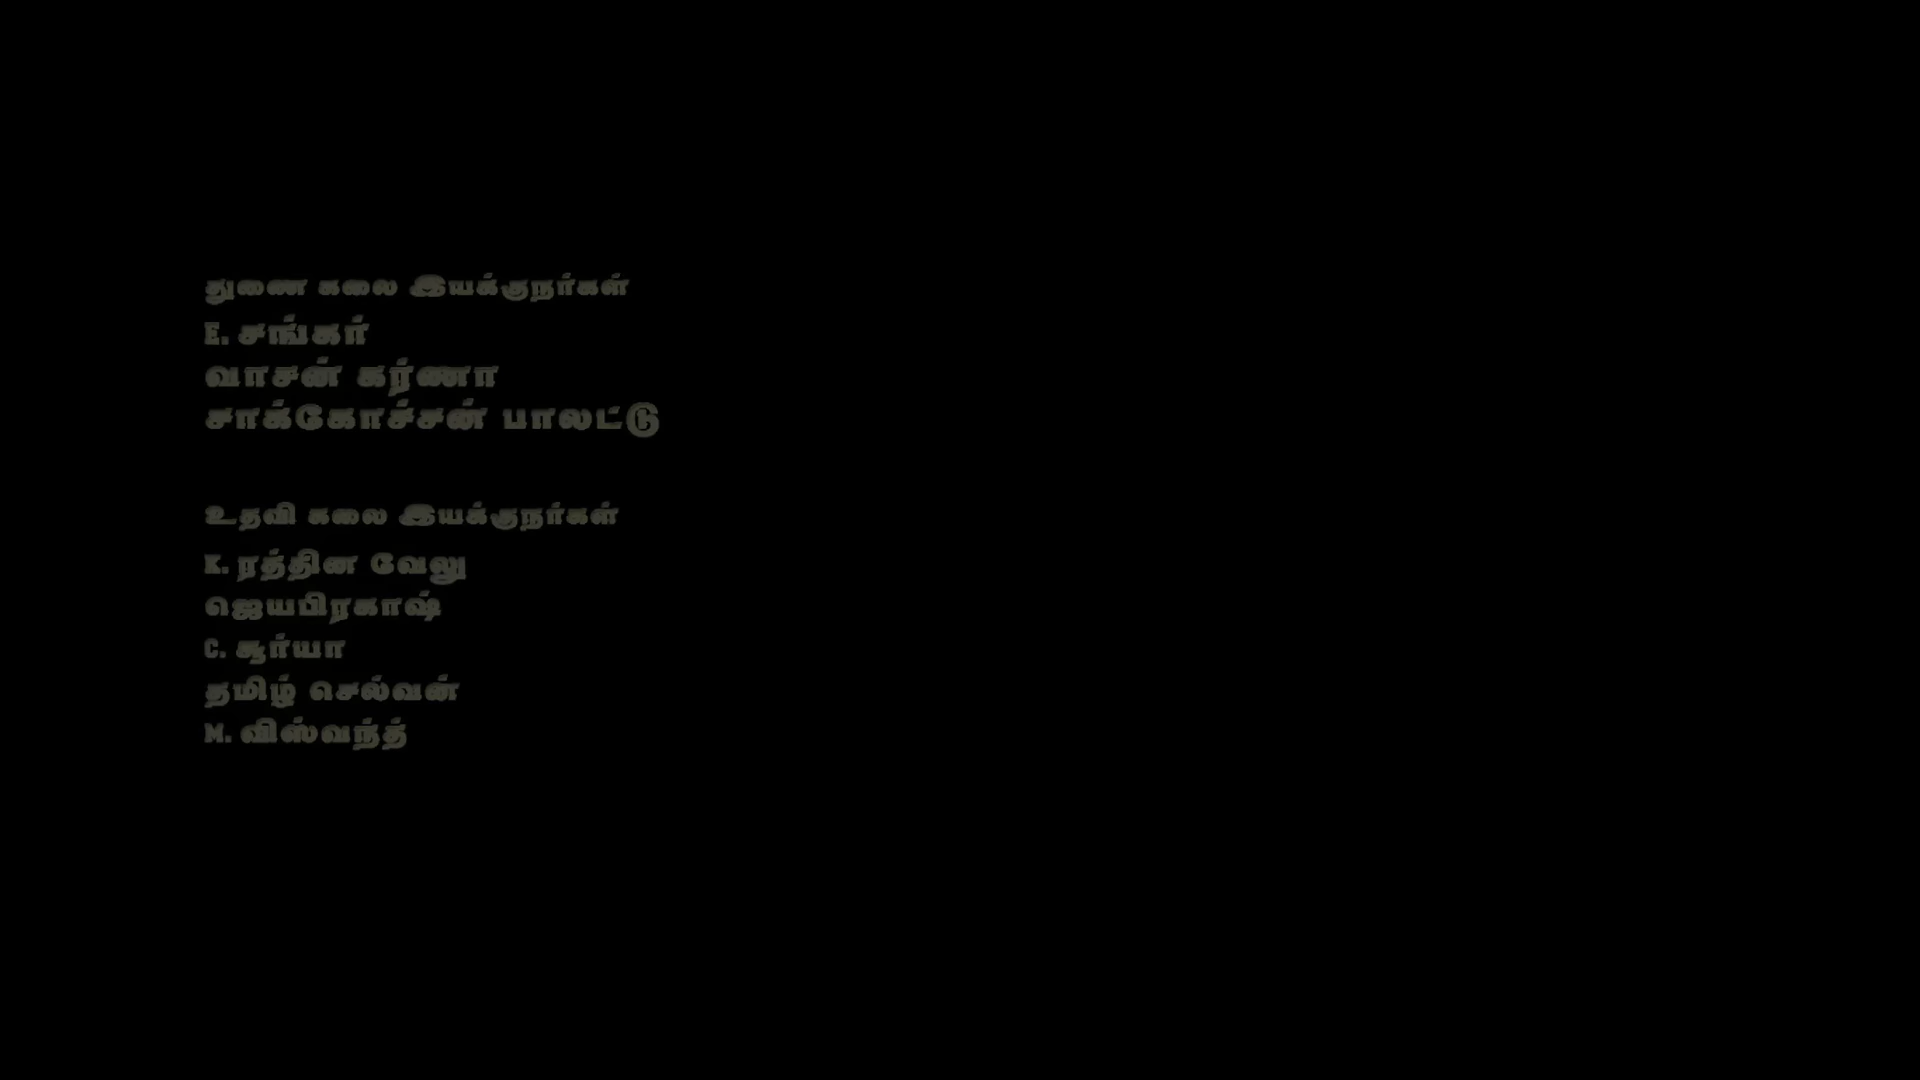 துணை கலை இயக்குநர்கள்
E. சங்கர்
வாசன் கர்ணா
சாக்கோச்சன் பாலட்டு
உதவி கலை இயக்குநர்கள்
K. ரத்தின வேலு
ஜெயபிரகாஷ்
C. சூர்யா
தமிழ் செல்வன்
M. விஸ்வந்த்